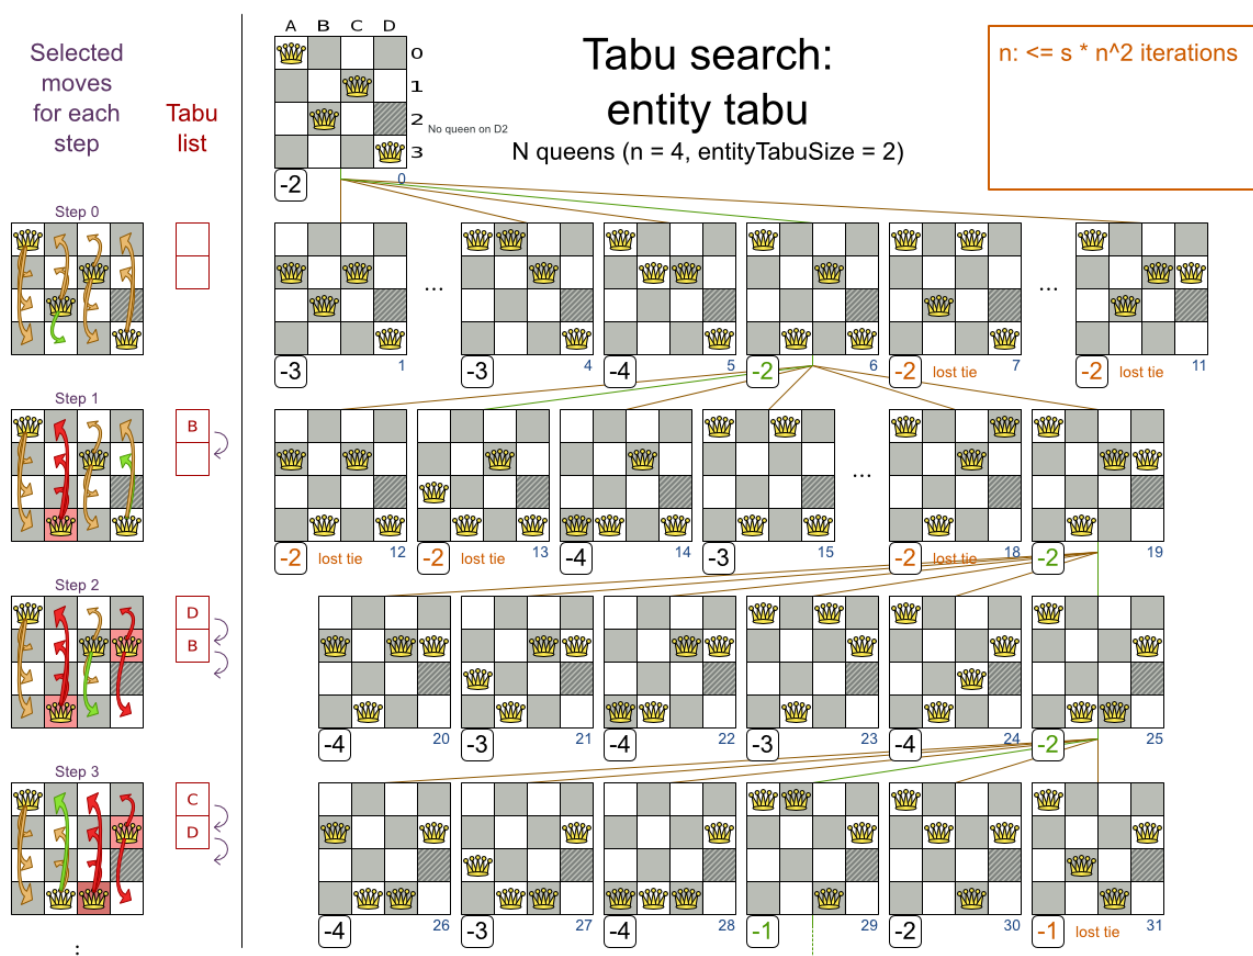 Selected
moves
for each
step
Tabu
list
A B C D
0
1
2
3
No queen on D2
-2
0
Tabu search:
entity tabu
N queens (n = 4, entityTabuSize = 2)
n: <= s * n^2 iterations
Step 0
...
...
-3 1
-3 4
-4 5
-2 6
-2 lost tie 7
-2 lost tie 11
Step 1
B
...
-2 lost tie 12
-2 lost tie 13
-4 14
-3 15
-2 lost tie 18
-2 19
Step 2
D
B
-4 20
-3 21
-4 22
-3 23
-4 24
-2 25
Step 3
C
D
:
-4 26
-3 27
-4 28
-1 29
-2 30
-1 lost tie 31